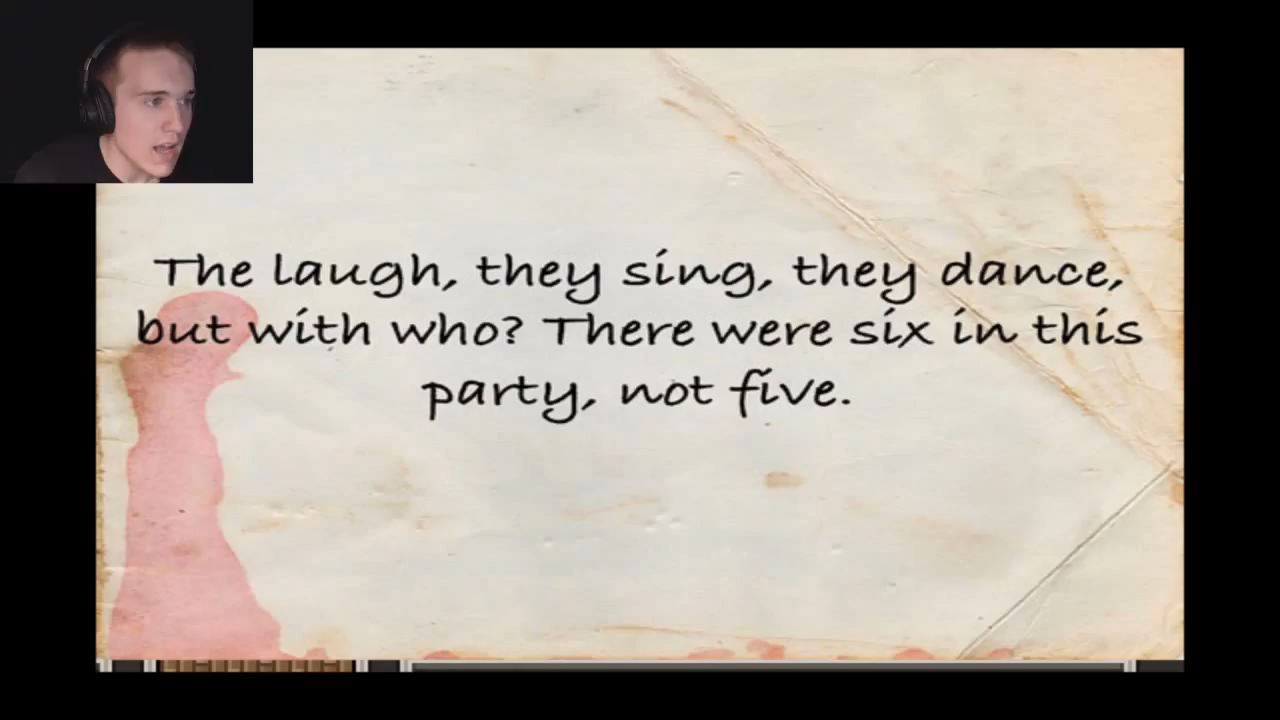 The laugh, they sing, they dance,
but with who? There were six in this
party, not five.